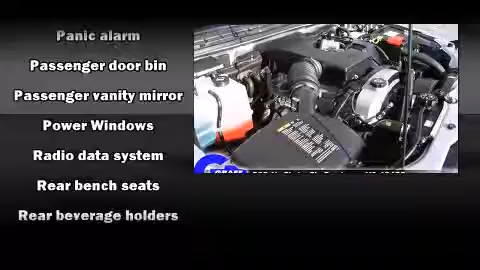 Panic alarm
Passenger door bin
Passenger vanity mirror
Power Windows
Radio data system
Rear bench seats
Rear beverage holders
GRAFF